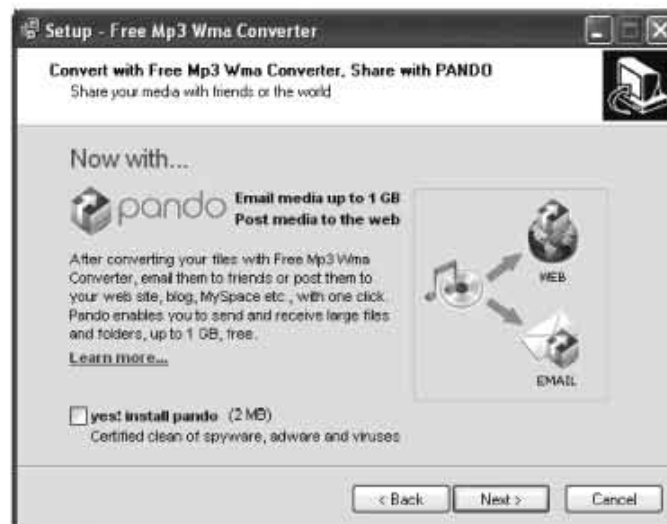 Setup - Free Mp3 Wma Converter
Convert with Free Mp3 Wma Converter, Share with PANDO
Share your media with friends or the world
Now with...
pando
Email media up to 1 GB
Post media to the web
After converting your files with Free Mp3 Wma
Converter, email them to friends or post them to
your web site, blog, MySpace etc., with one click.
Pando enables you to send and receive large files
and folders, up to 1 GB, free.
Learn more...
WEB
EMAIL
yes! install pando (2 MB)
Certified clean of spyware, adware and viruses
< Back
Next >
Cancel